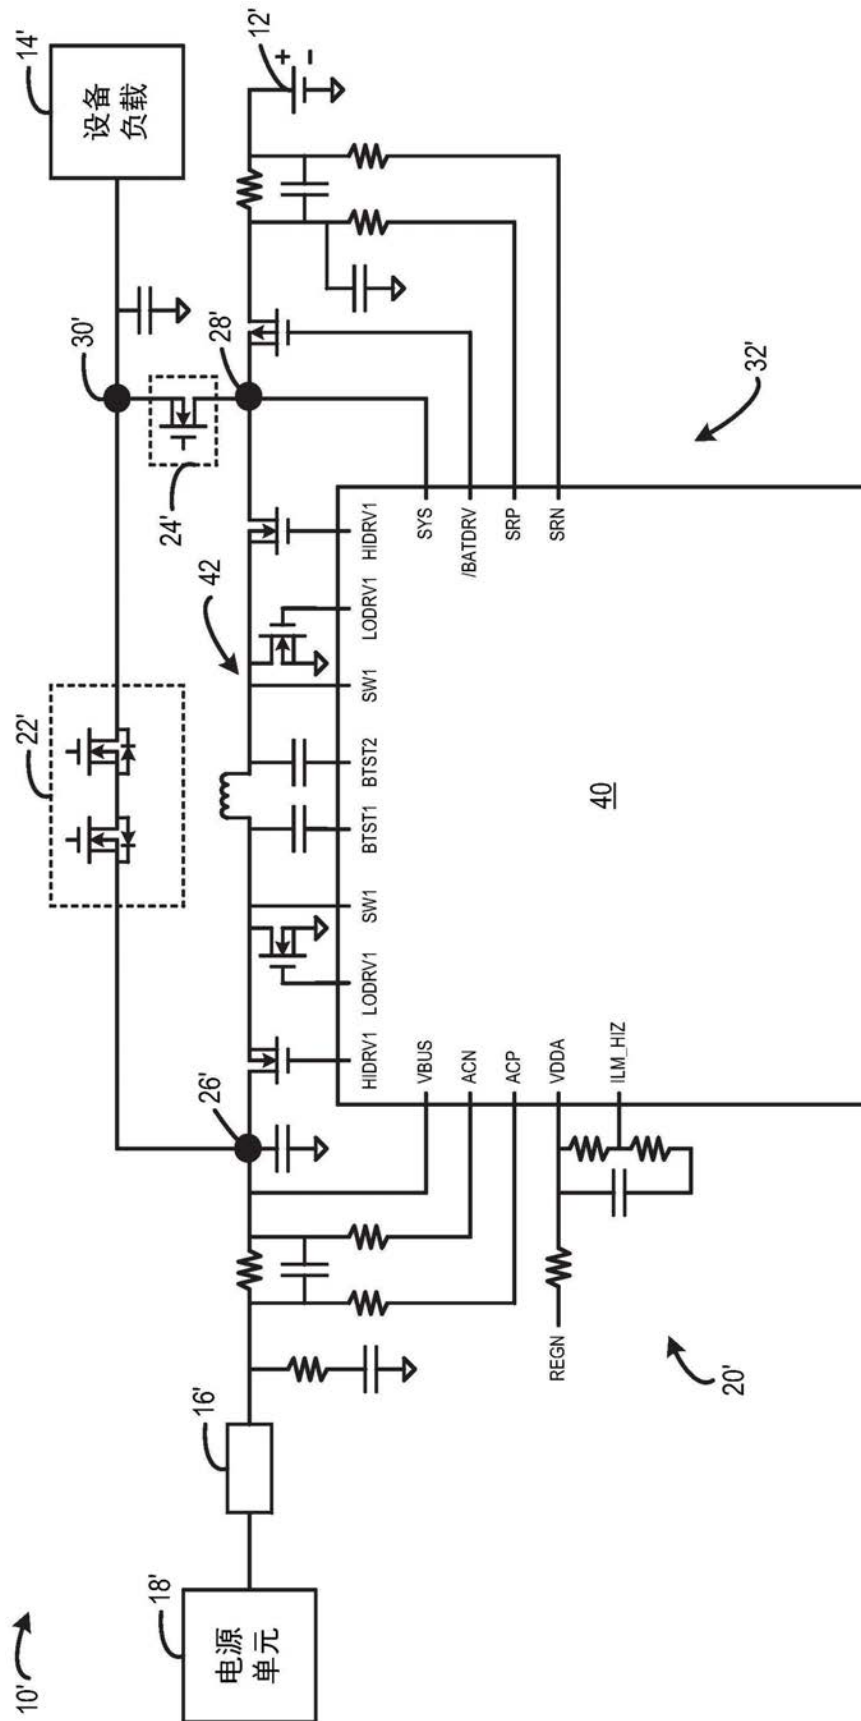 10'
18'
电源
单元
16'
26'
22'
42
24'
30'
28'
14'
设备
负载
12'
+
-
HIDRV1
LODRV1
SW1
BTST1
BTST2
SW1
LODRV1
HIDRV1
VBUS
ACN
ACP
VDDA
ILM_HIZ
REGN
SYS
/BATDRV
SRP
SRN
40
20'
32'